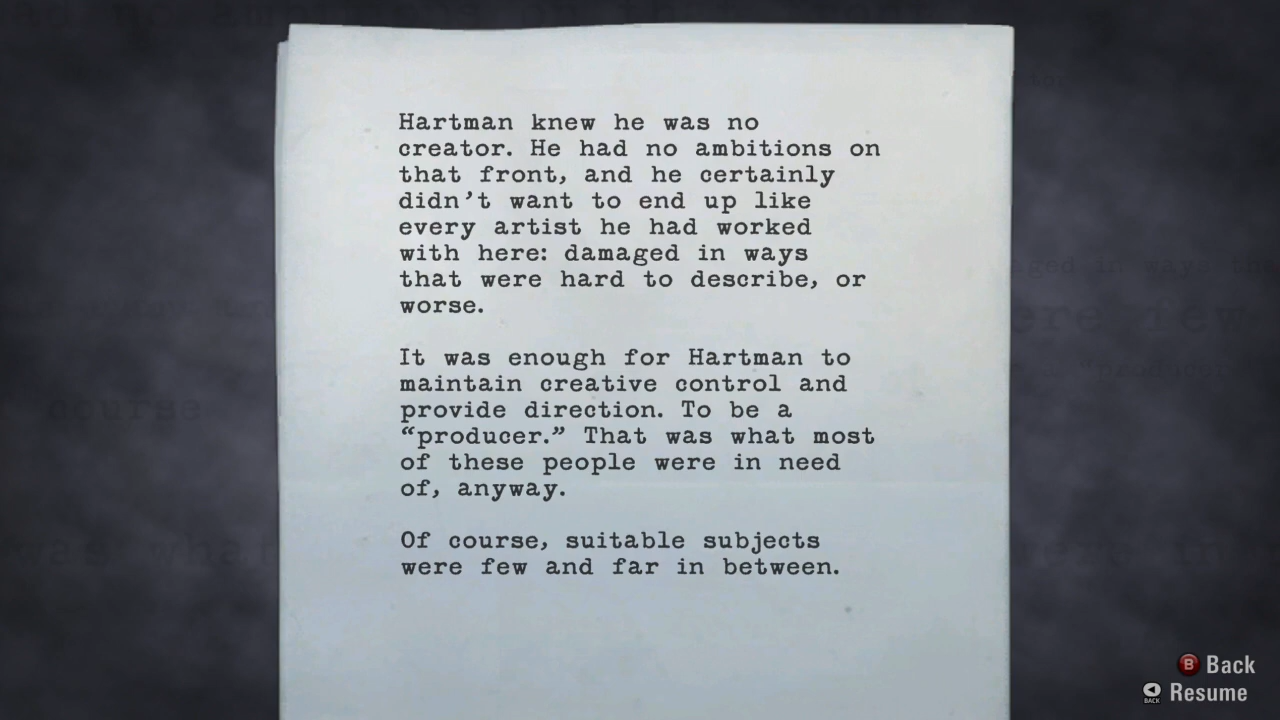 Hartman knew he was no
creator. He had no ambitions on
that front, and he certainly
didn’t want to end up like
every artist he had worked
with here: damaged in ways
that were hard to describe, or
worse.
It was enough for Hartman to
maintain creative control and
provide direction. To be a
“producer.” That was what most
of these people were in need
of, anyway.
Of course, suitable subjects
were few and far in between.
B Back
BACK Resume